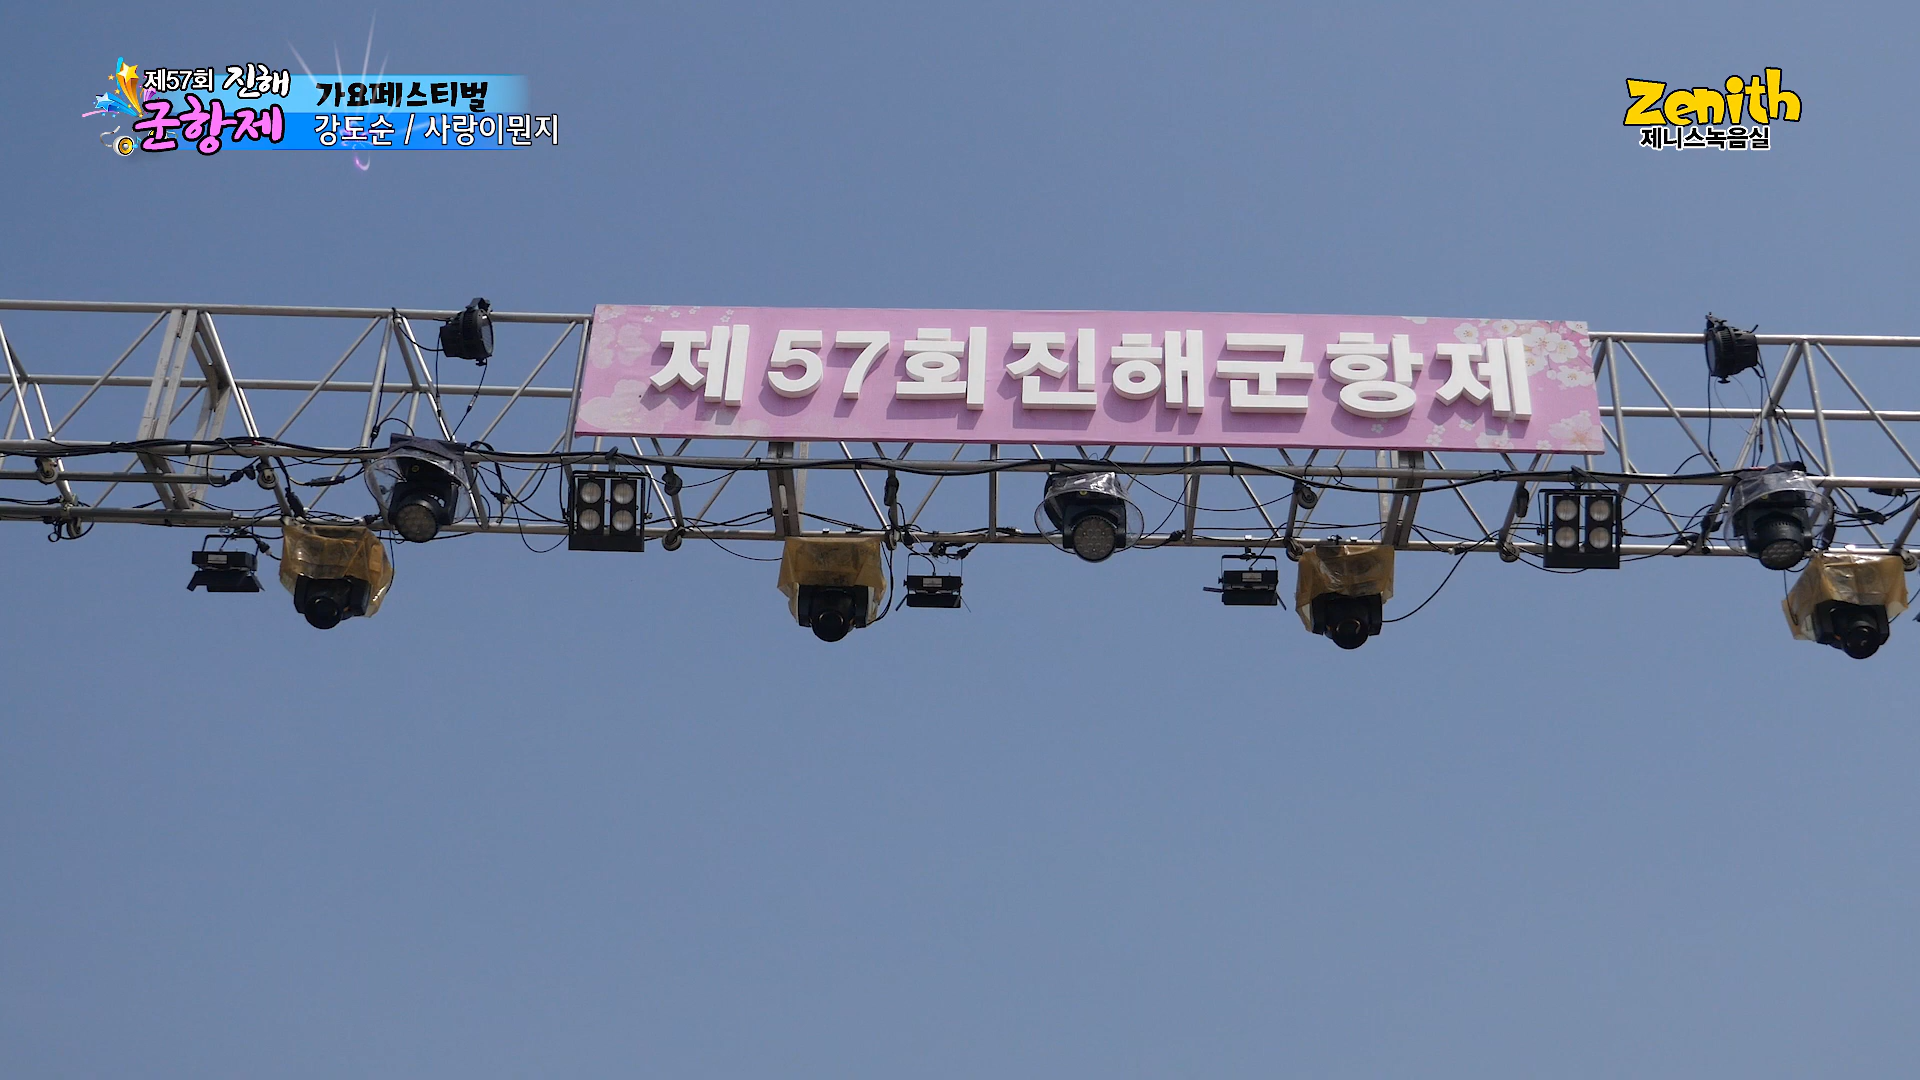 제57회 진해
군항제
가요페스티벌
강도순 / 사랑이뭔지
Zenith
제니스녹음실
제57회진해군항제